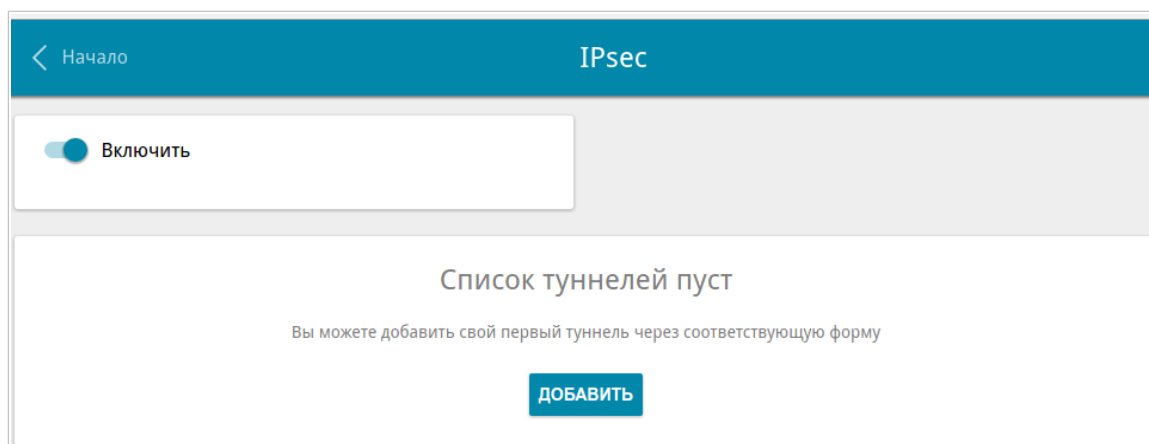 Начало
IPsec
Включить
Список туннелей пуст
Вы можете добавить свой первый туннель через соответствующую форму
ДОБАВИТЬ